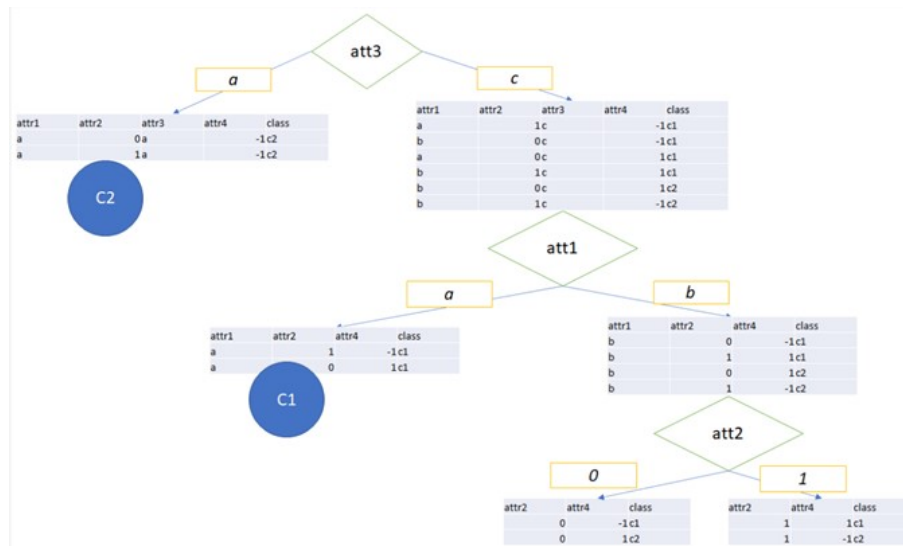 att3
a
c
attr1 attr2 attr3 attr4 class
a 0 a -1 c2
a 1 a -1 c2
C2
attr1 attr2 attr3 attr4 class
a 1 c -1 c1
b 0 c -1 c1
a 0 c 1 c1
b 1 c 1 c1
b 0 c 1 c2
b 1 c -1 c2
att1
a
b
attr1 attr2 attr4 class
a 1 -1 c1
a 0 1 c1
C1
attr1 attr2 attr4 class
b 0 -1 c1
b 1 1 c1
b 0 1 c2
b 1 -1 c2
att2
0
1
attr2 attr4 class
0 -1 c1
0 1 c2
attr2 attr4 class
1 1 c1
1 -1 c2